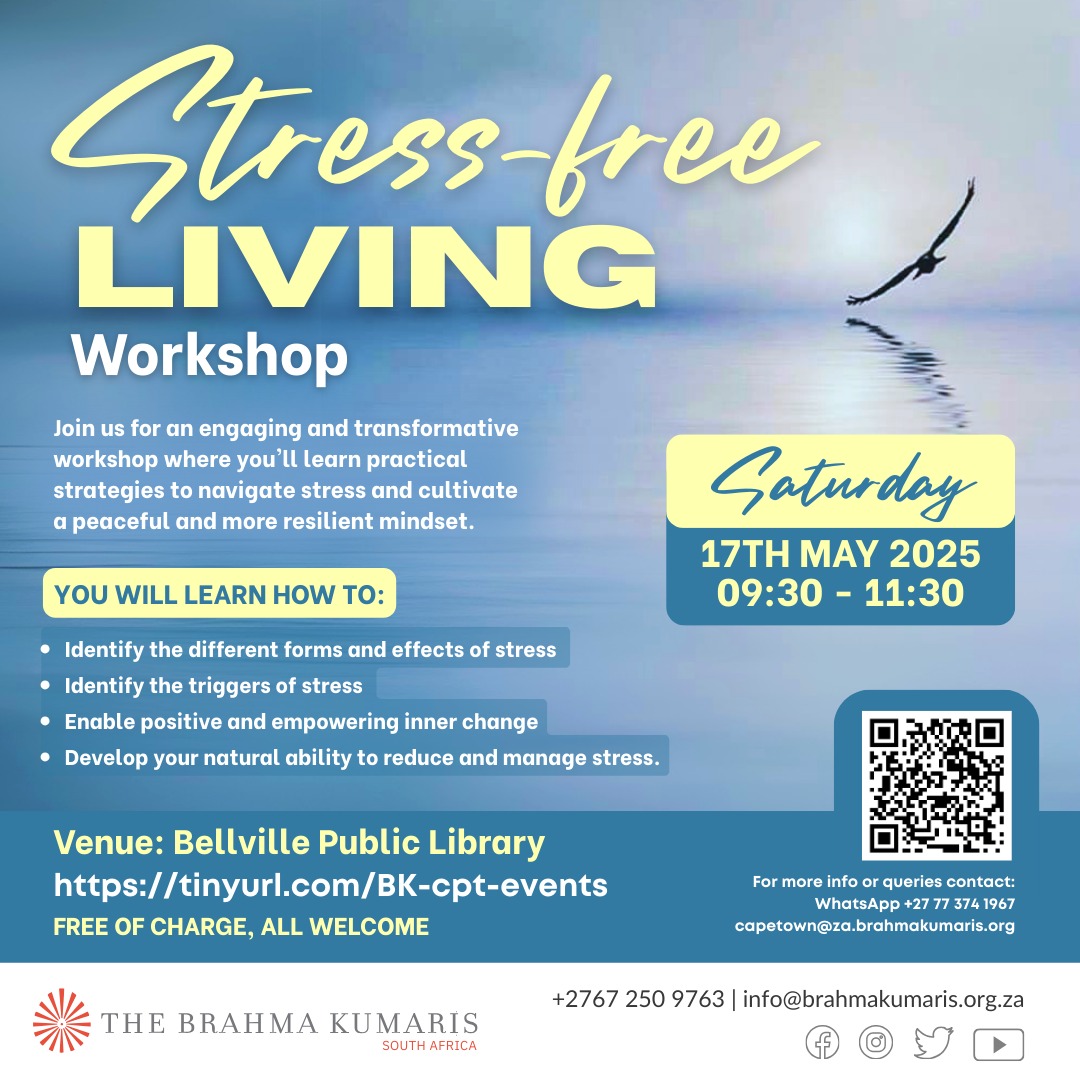 Stress-free
LIVING
Workshop
Join us for an engaging and transformative
workshop where you'll learn practical
strategies to navigate stress and cultivate
a peaceful and more resilient mindset.
Saturday
17TH MAY 2025
09:30 - 11:30
YOU WILL LEARN HOW TO:
• Identify the different forms and effects of stress
• Identify the triggers of stress
• Enable positive and empowering inner change
• Develop your natural ability to reduce and manage stress.
Venue: Bellville Public Library
https://tinyurl.com/BK-cpt-events
FREE OF CHARGE, ALL WELCOME
For more info or queries contact:
WhatsApp +27 77 374 1967
capetown@za.brahmakumaris.org
THE BRAHMA KUMARIS
SOUTH AFRICA
+2767 250 9763 | info@brahmakumaris.org.za